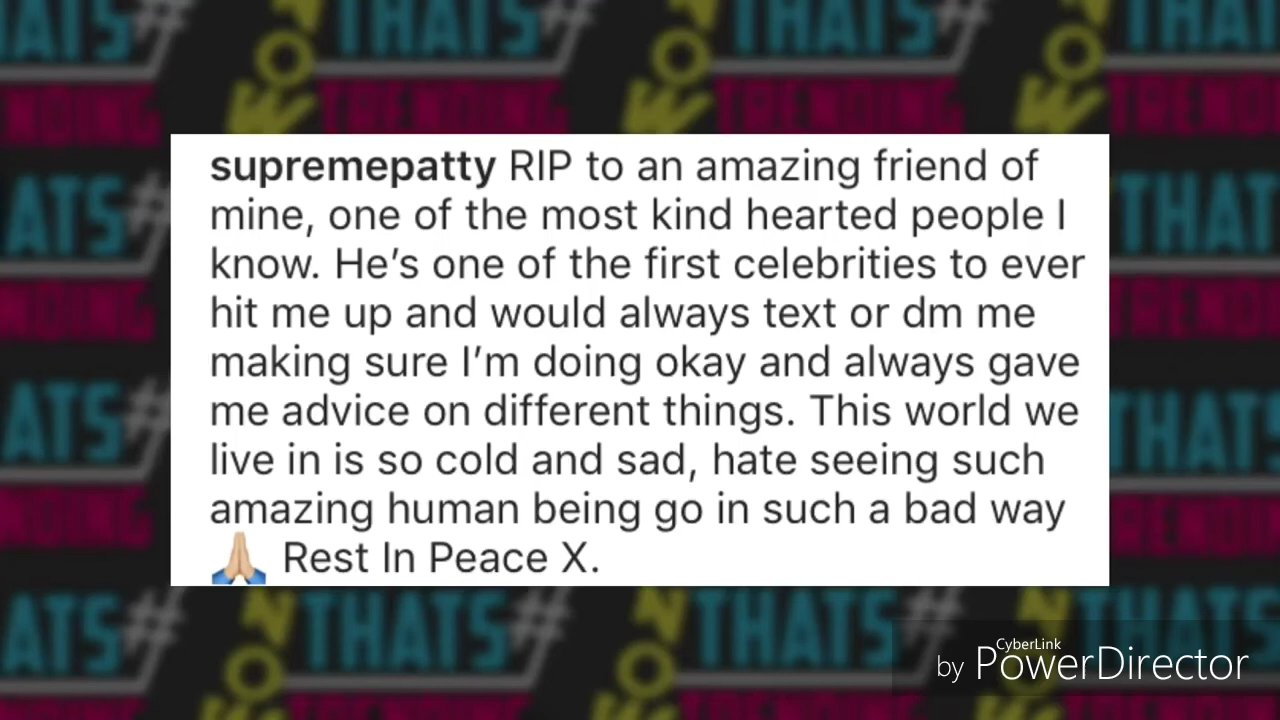 THATS#
NOW
TRENDING
supremepatty RIP to an amazing friend of
mine, one of the most kind hearted people I
know. He’s one of the first celebrities to ever
hit me up and would always text or dm me
making sure I’m doing okay and always gave
me advice on different things. This world we
live in is so cold and sad, hate seeing such
amazing human being go in such a bad way
🙏🏼 Rest In Peace X.
by CyberLink
PowerDirector